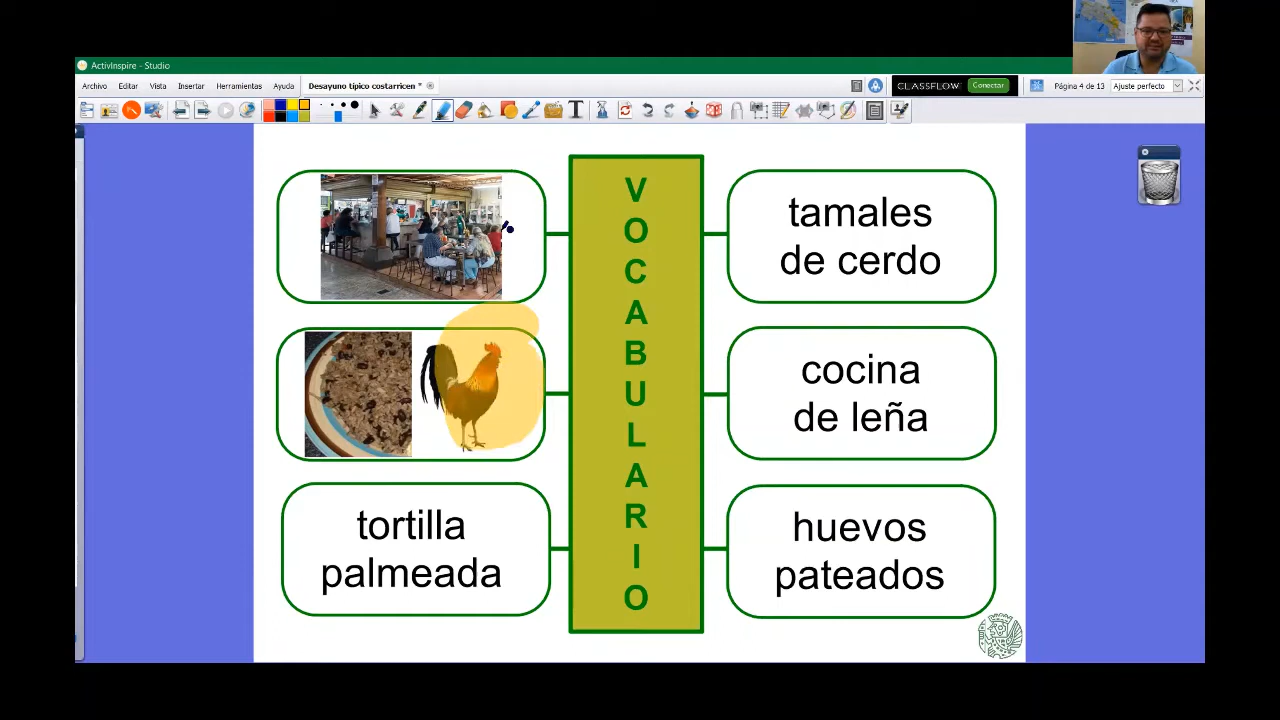 ActivInspire - Studio
Archivo Editar Vista Insertar Herramientas Ayuda
Desayuno típico costarricen *
CLASSFLOW Conectar
Página 4 de 13
Ajuste perfecto
VOCABULARIO
tortilla
palmeada
tamales
de cerdo
cocina
de leña
huevos
pateados